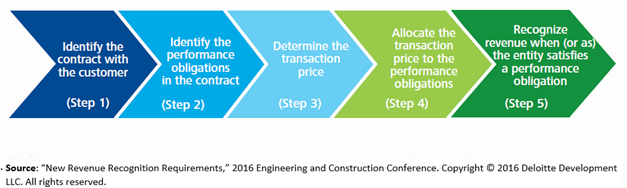 Identify the
contract with
the customer
(Step 1)
Identify the
performance
obligations
in the contract
(Step 2)
Determine the
transaction
price
(Step 3)
Allocate the
transaction
price to the
performance
obligations
(Step 4)
Recognize
revenue when (or as)
the entity satisfies
a performance
obligation
(Step 5)
· Source: “New Revenue Recognition Requirements,” 2016 Engineering and Construction Conference. Copyright © 2016 Deloitte Development
LLC. All rights reserved.